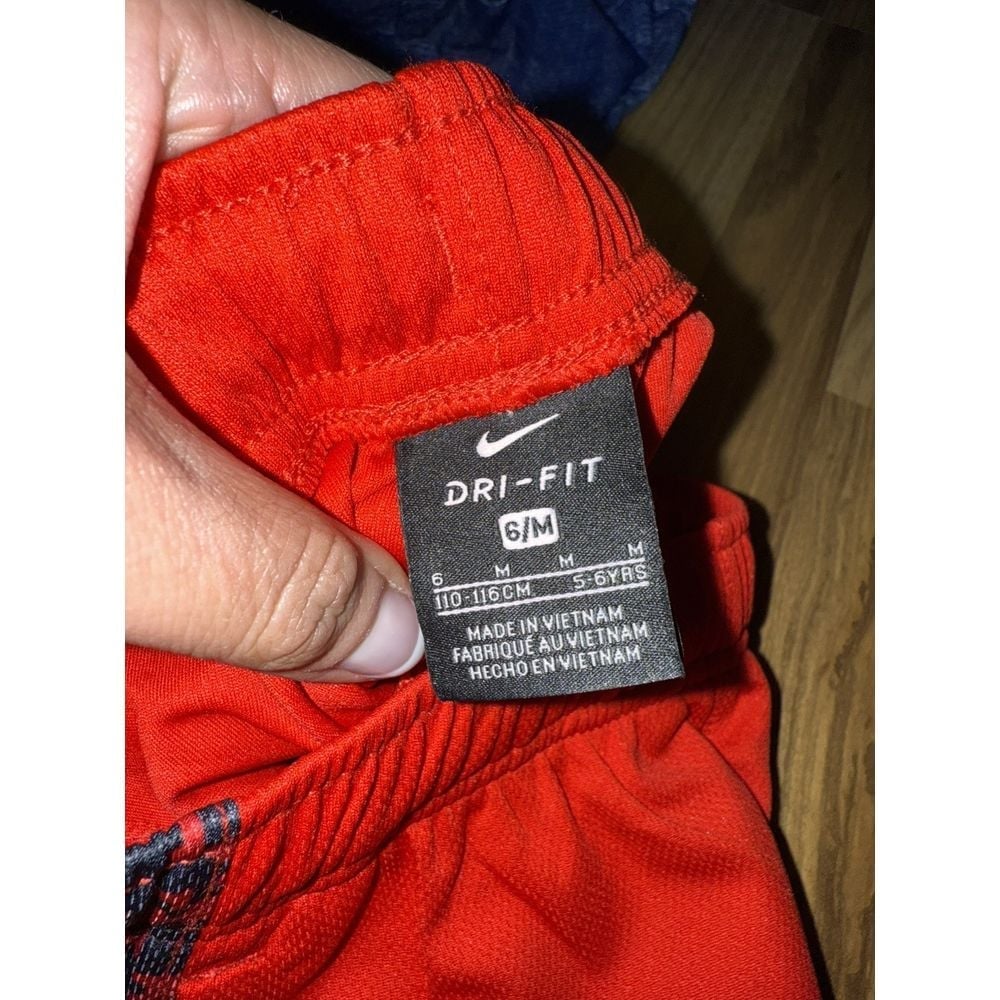 DRI-FIT
6/M
6 M M M
110-116CM 5-6YRS
MADE IN VIETNAM
FABRIQUÉ AU VIETNAM
HECHO EN VIETNAM